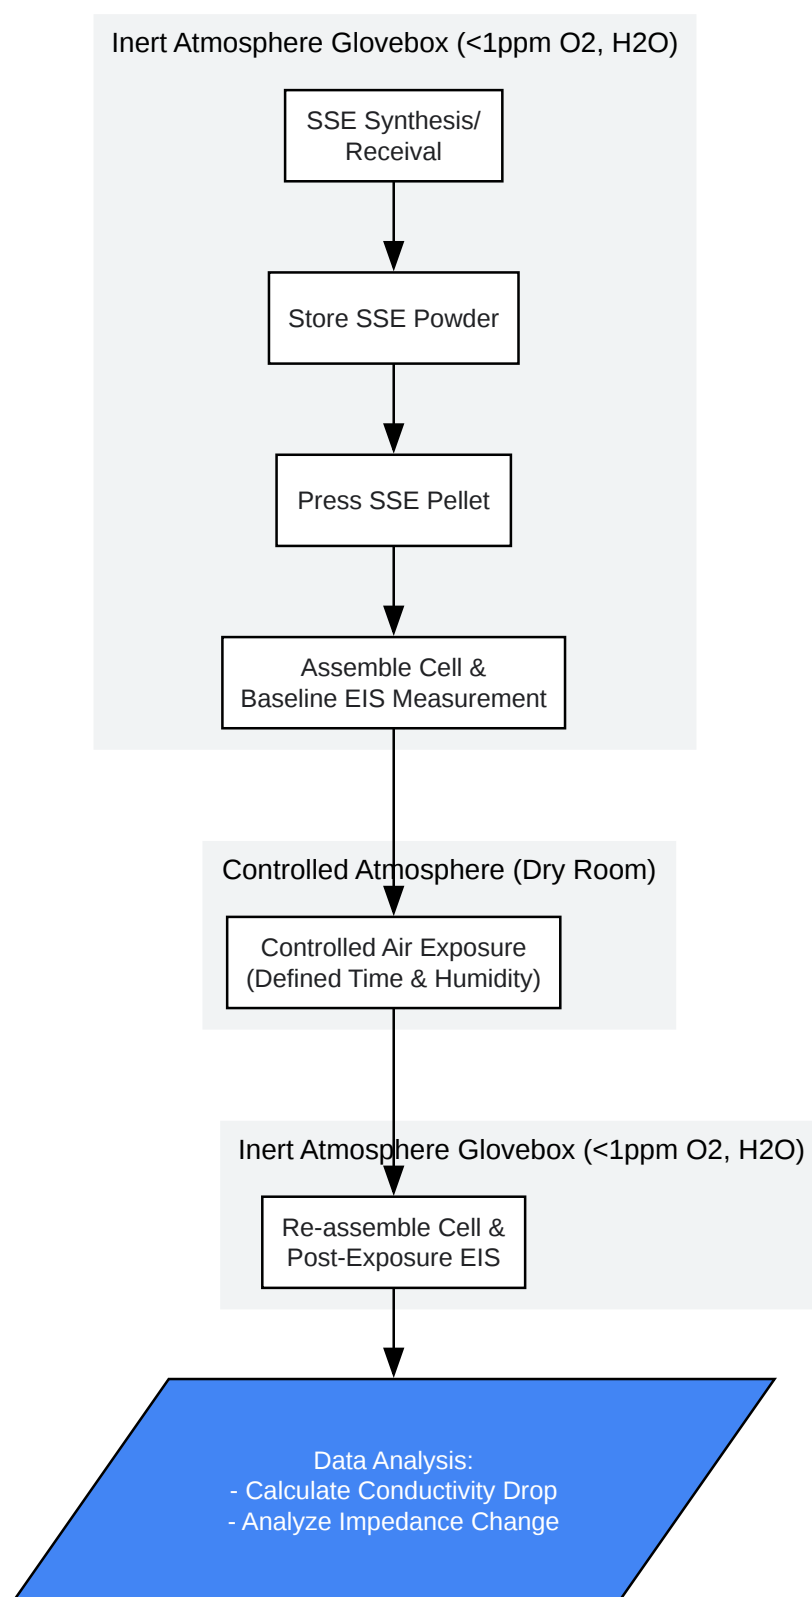 Inert Atmosphere Glovebox (<1ppm O2, H2O)
SSE Synthesis/
Receival
Store SSE Powder
Press SSE Pellet
Assemble Cell &
Baseline EIS Measurement
Controlled Atmosphere (Dry Room)
Controlled Air Exposure
(Defined Time & Humidity)
Inert Atmosphere Glovebox (<1ppm O2, H2O)
Re-assemble Cell &
Post-Exposure EIS
Data Analysis:
- Calculate Conductivity Drop
- Analyze Impedance Change